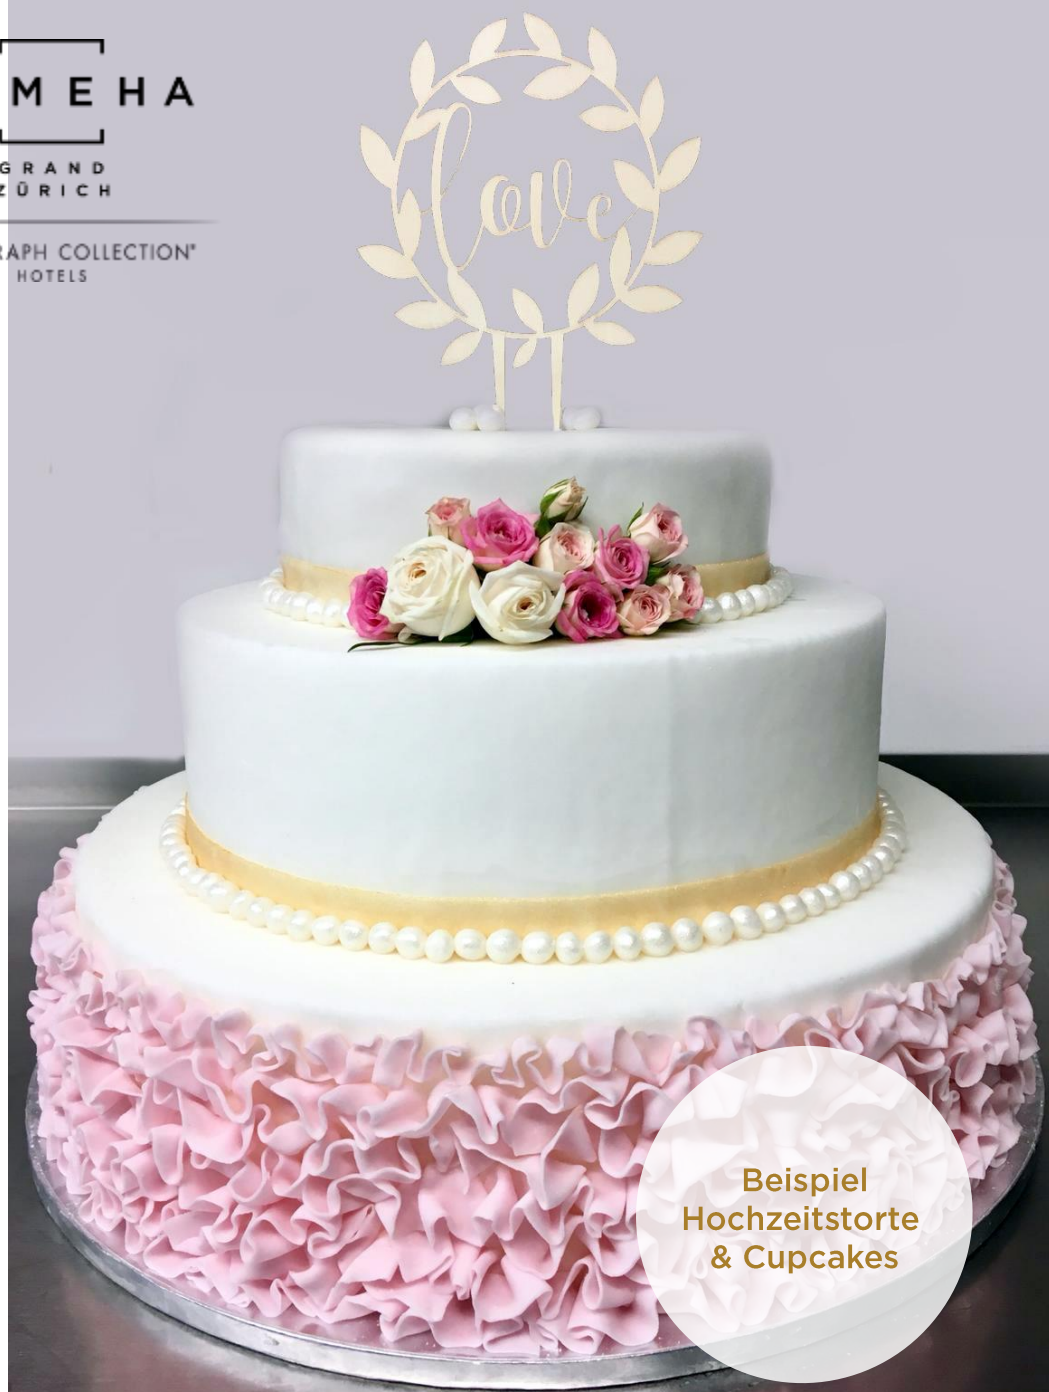 MEHA
GRAND
ZÜRICH
RAPH COLLECTION®
HOTELS
love
Beispiel
Hochzeitstorte
& Cupcakes